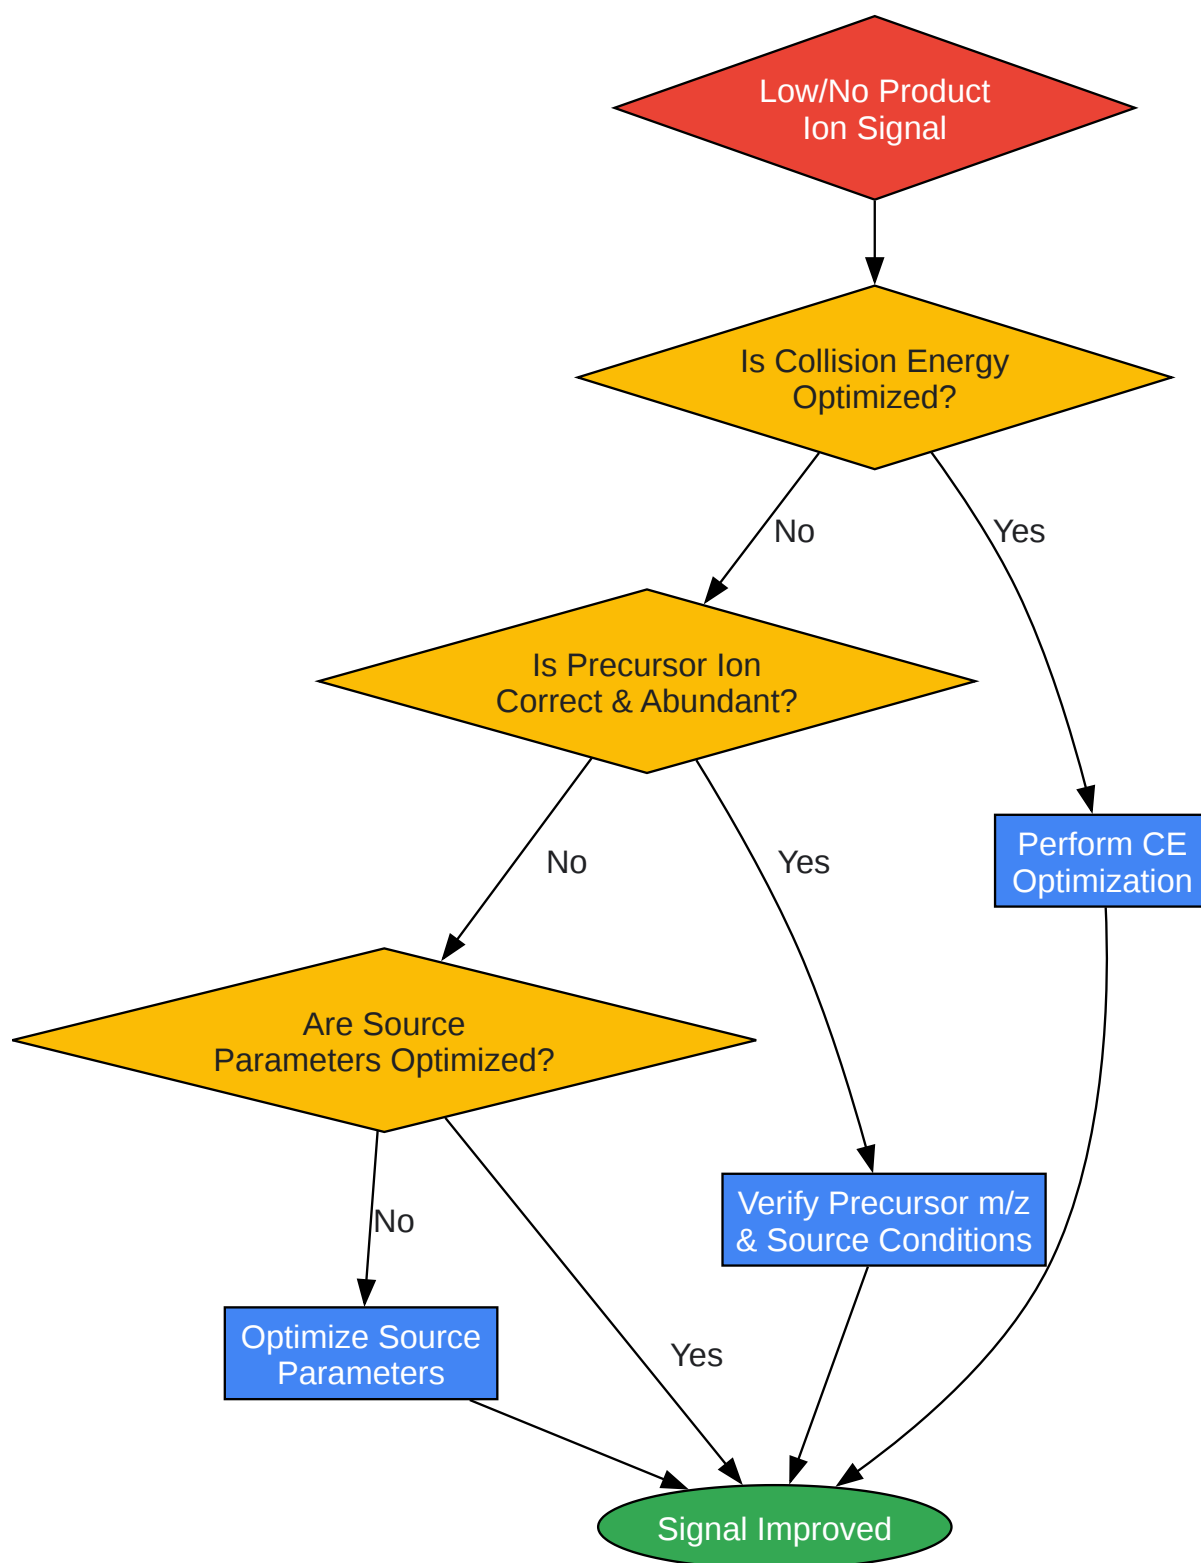 Low/No Product
Ion Signal
Is Collision Energy
Optimized?
No
Yes
Is Precursor Ion
Correct & Abundant?
No
Yes
Perform CE
Optimization
Are Source
Parameters Optimized?
No
Verify Precursor m/z
& Source Conditions
Optimize Source
Parameters
Yes
Signal Improved